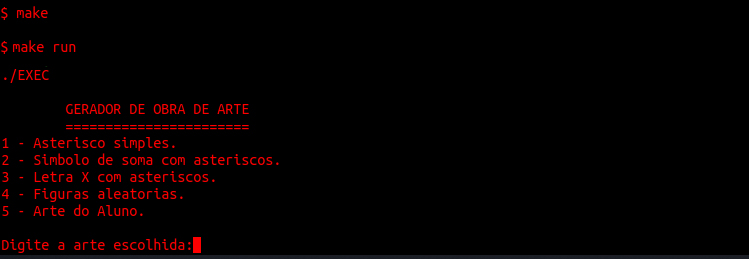 $ make
$ make run
./EXEC
GERADOR DE OBRA DE ARTE
=======================
1 - Asterisco simples.
2 - Simbolo de soma com asteriscos.
3 - Letra X com asteriscos.
4 - Figuras aleatorias.
5 - Arte do Aluno.
Digite a arte escolhida: